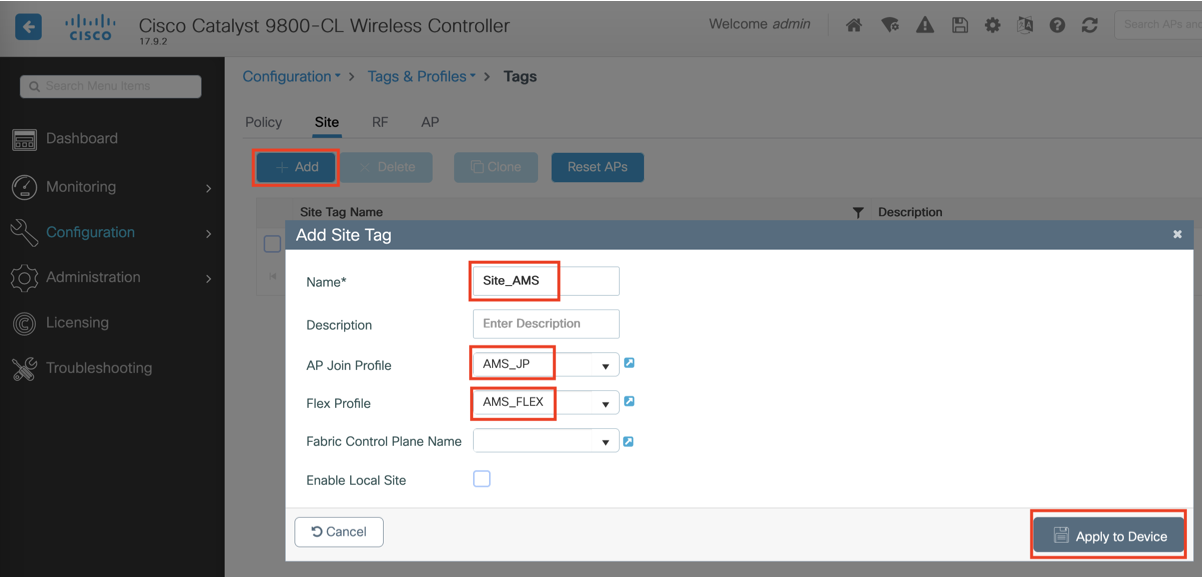 Cisco Catalyst 9800-CL Wireless Controller
CISCO
17.9.2
Welcome admin
Search APs and
Search Menu Items
Configuration > Tags & Profiles > Tags
Dashboard
Monitoring
Configuration
Administration
Licensing
Troubleshooting
Policy Site RF AP
+ Add × Delete Clone Reset APs
Site Tag Name Description
Add Site Tag
Name* Site_AMS
Description Enter Description
AP Join Profile AMS_JP
Flex Profile AMS_FLEX
Fabric Control Plane Name
Enable Local Site
Cancel Apply to Device